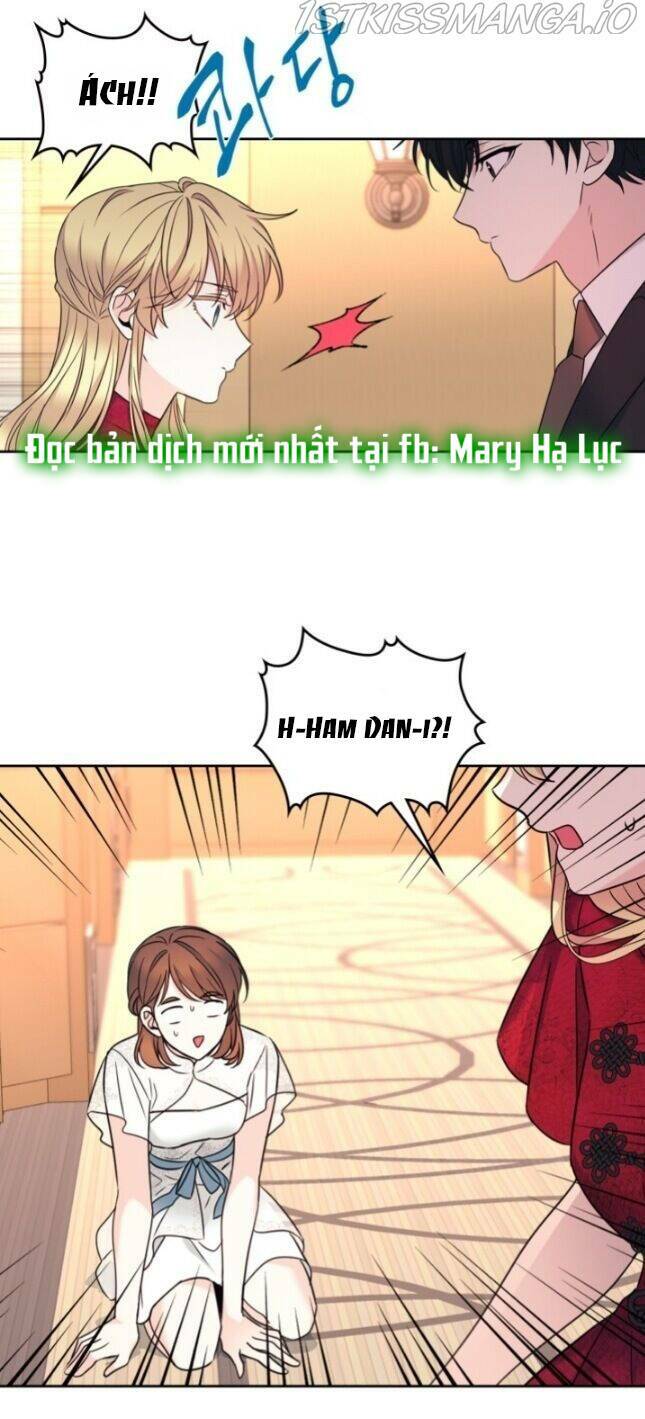 1STKISSMANGA.IO
ÁCH!!
콰당
Đọc bản dịch mới nhất tại fb: Mary Hạ Lục
H-HAM DAN-I?!